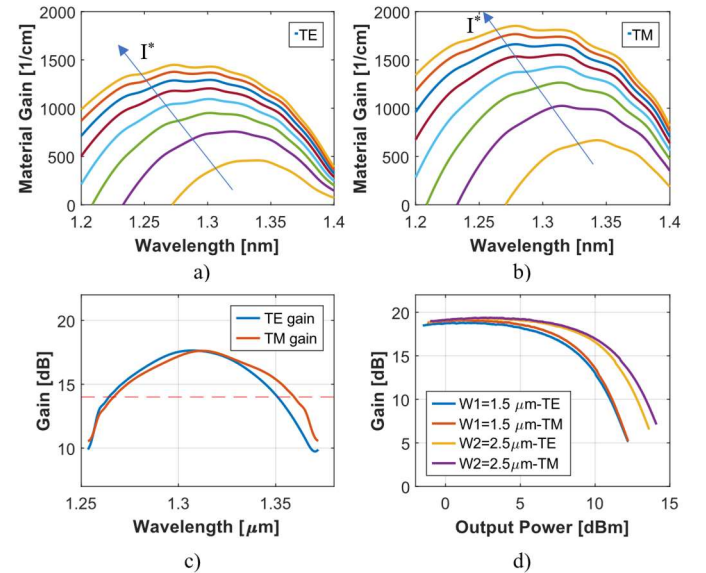 2000
1500
1000
500
0
Material Gain [1/cm]
I*
TE
1.2 1.25 1.3 1.35 1.4
Wavelength [nm]
a)
2000
1500
1000
500
0
Material Gain [1/cm]
I*
TM
1.2 1.25 1.3 1.35 1.4
Wavelength [nm]
b)
20
15
10
Gain [dB]
TE gain
TM gain
1.25 1.3 1.35
Wavelength [μm]
c)
20
15
10
5
0
Gain [dB]
W1=1.5 μm-TE
W1=1.5 μm-TM
W2=2.5μm-TE
W2=2.5μm-TM
0 5 10 15
Output Power [dBm]
d)